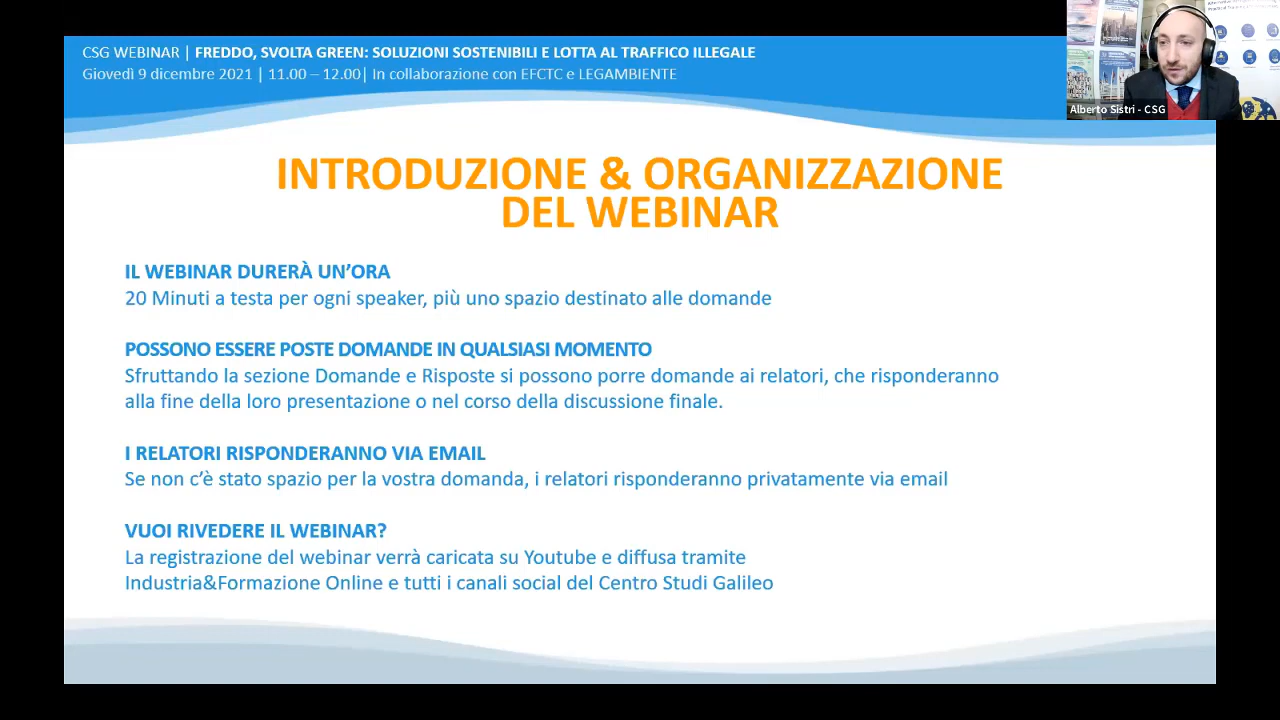 CSG WEBINAR | FREDDO, SVOLTA GREEN: SOLUZIONI SOSTENIBILI E LOTTA AL TRAFFICO ILLEGALE
Giovedì 9 dicembre 2021 | 11.00 – 12.00| In collaborazione con EFCTC e LEGAMBIENTE
Alberto Sistri - CSG
INTRODUZIONE & ORGANIZZAZIONE
DEL WEBINAR
IL WEBINAR DURERÀ UN’ORA
20 Minuti a testa per ogni speaker, più uno spazio destinato alle domande
POSSONO ESSERE POSTE DOMANDE IN QUALSIASI MOMENTO
Sfruttando la sezione Domande e Risposte si possono porre domande ai relatori, che risponderanno
alla fine della loro presentazione o nel corso della discussione finale.
I RELATORI RISPONDERANNO VIA EMAIL
Se non c’è stato spazio per la vostra domanda, i relatori risponderanno privatamente via email
VUOI RIVEDERE IL WEBINAR?
La registrazione del webinar verrà caricata su Youtube e diffusa tramite
Industria&Formazione Online e tutti i canali social del Centro Studi Galileo